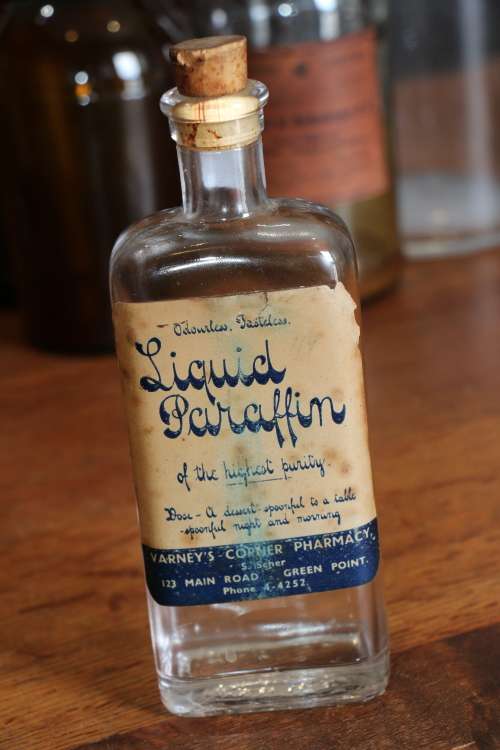 Odourless. Tasteless.
Liquid
Paraffin
of the highest purity.
Dose - A dessert-spoonful to a table
-spoonful night and morning
VARNEY'S CORNER PHARMACY.
S. Scher
123 MAIN ROAD GREEN POINT.
Phone 4-4252.